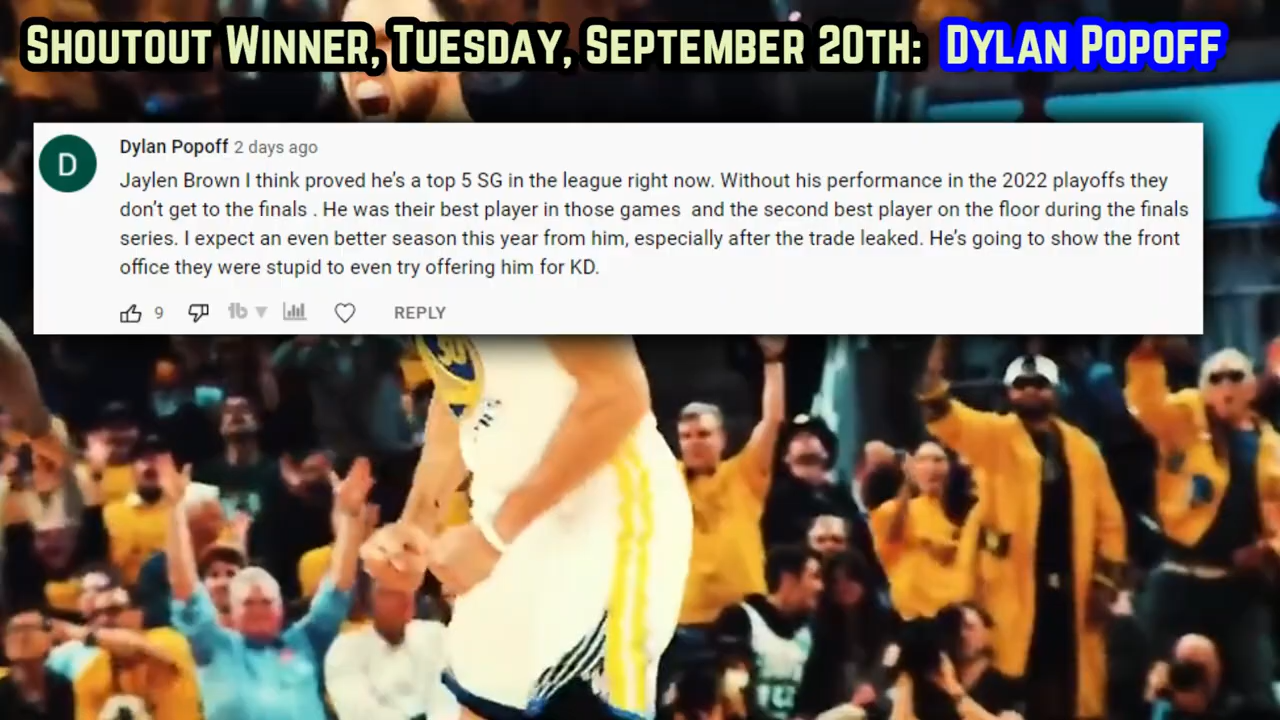 Shoutout Winner, Tuesday, September 20th: Dylan Popoff
D
Dylan Popoff 2 days ago
Jaylen Brown I think proved he's a top 5 SG in the league right now. Without his performance in the 2022 playoffs they
don't get to the finals . He was their best player in those games  and the second best player on the floor during the finals
series. I expect an even better season this year from him, especially after the trade leaked. He's going to show the front
office they were stupid to even try offering him for KD.
9
REPLY